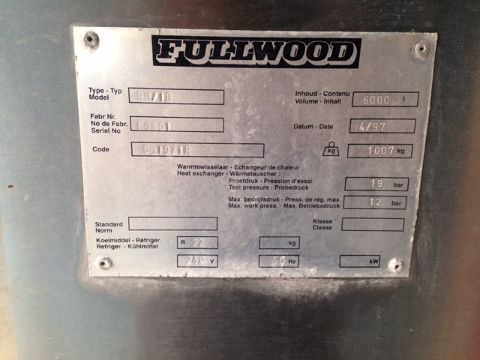 FULLWOOD
Type - Typ
Model
Inhoud - Contenu
Volume - Inhalt
6000 l
Fabr Nr.
No de Fabr.
Serial No
Datum - Date
4/97
Code
kg
1007 kg
Warmtewisselaar - Echangeur de chaleur :
Heat exchanger - Wärmetauscher :
Proefdruk - Pression d'essai
Test pressure - Probedruck
19 bar
Max. bedrijfsdruk - Press. de rég. max.
Max. work press. - Max. Betriebsdruck
12 bar
Standard
Norm
Klasse
Classe
Koelmiddel - Réfrigér.
Refriger. - Kühlmittel
R 22
kg
V
Hz
kW